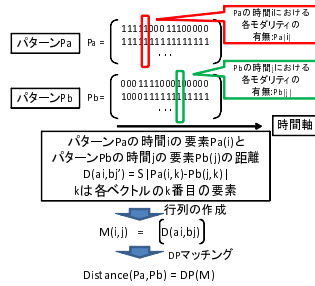 Paの時間iにおける
各モダリティの
有無:Pa[i]
パターンPa
Pa =
11111000111 00000
1111111111111111
...
Pbの時間jにおける
各モダリティの
有無:Pb[j]
パターンPb
Pb =
0001111000100000
1000111111111111
...
時間軸
パターンPaの時間iの要素Pa(i)と
パターンPbの時間jの要素Pb(j)の距離
D(ai,bj') = S|Pa(i,k)-Pb(j,k)|
kは各ベクトルのk番目の要素
行列の作成
M(i,j) = D(ai,bj)
DPマッチング
Distance(Pa,Pb) = DP(M)